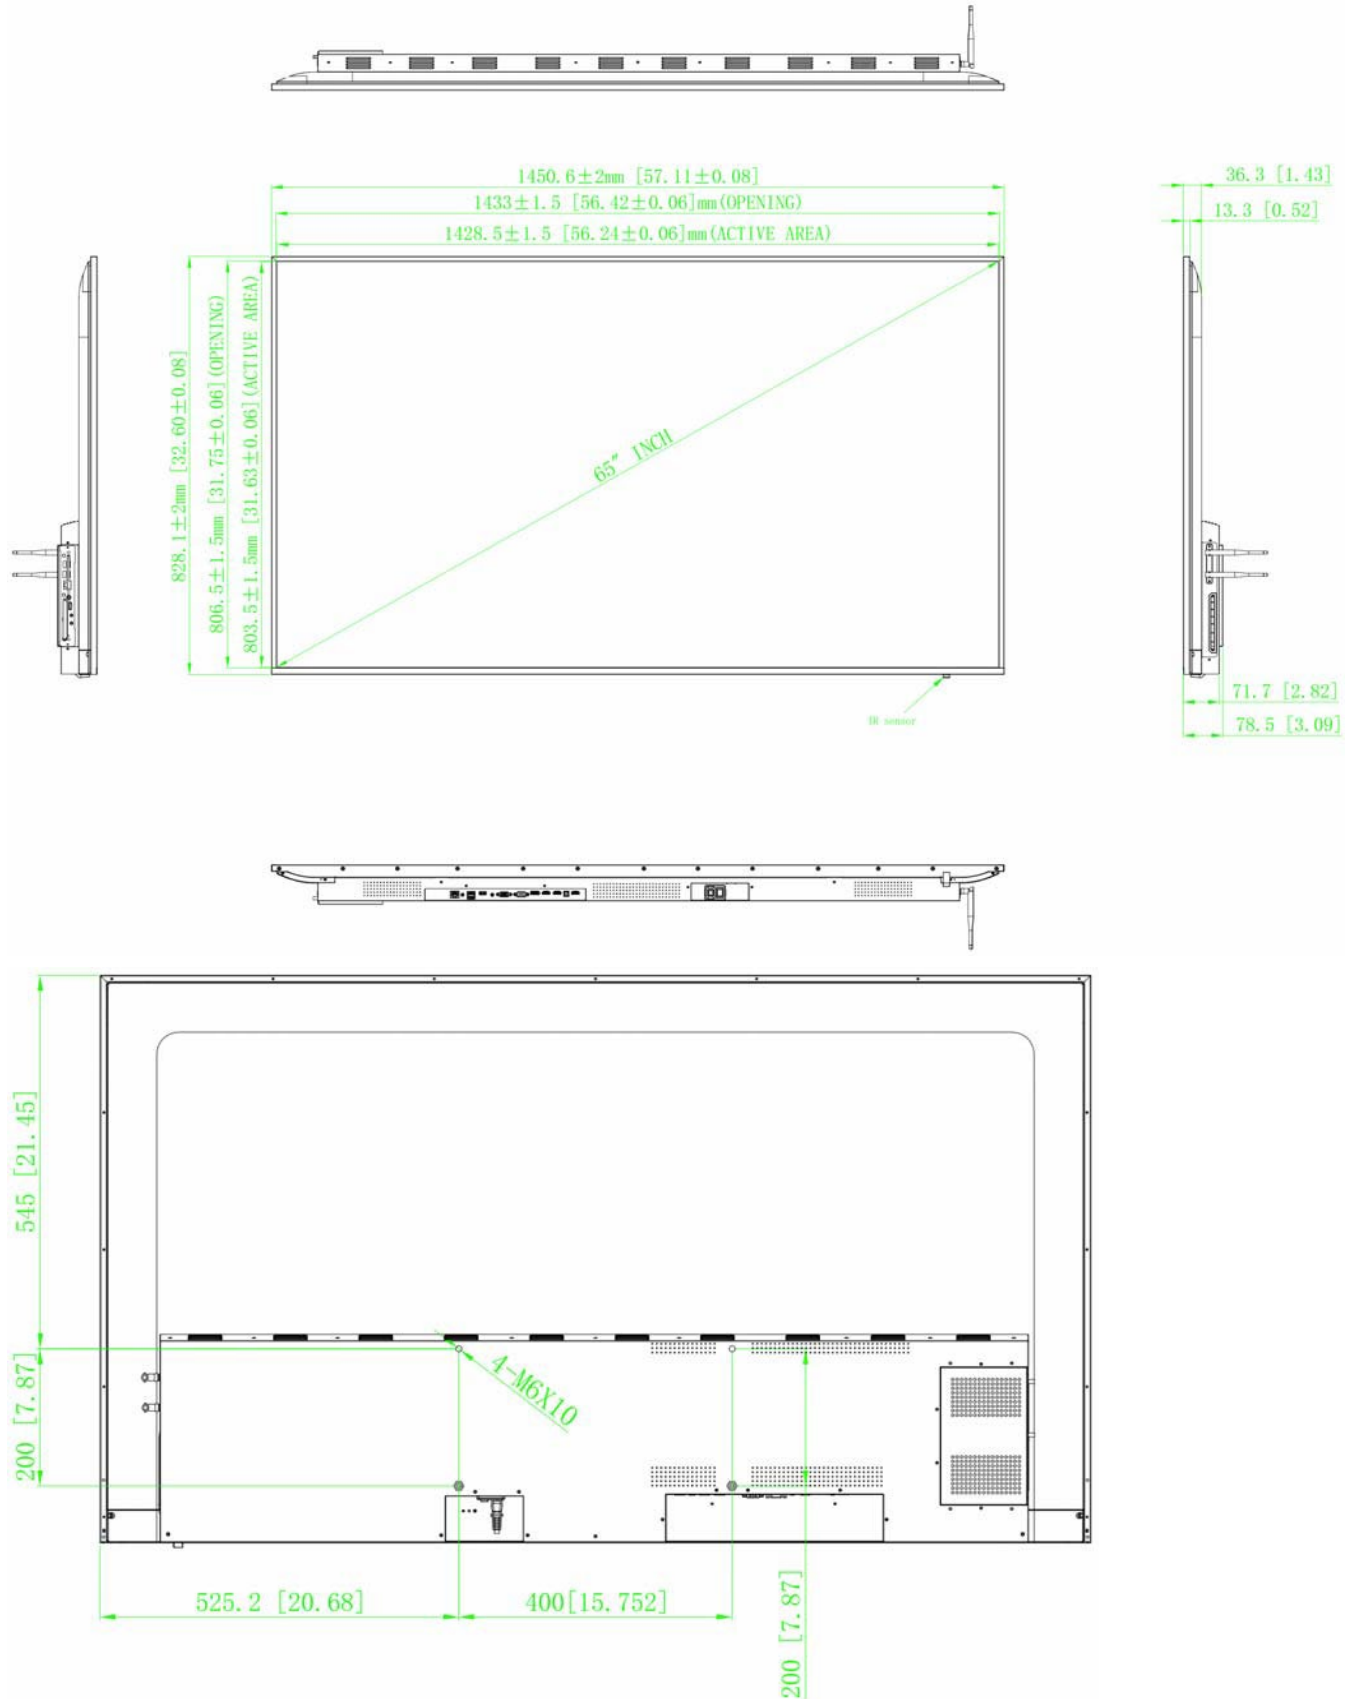 1450.6±2mm [57.11±0.08]
1433±1.5 [56.42±0.06]mm(OPENING)
1428.5±1.5 [56.24±0.06]mm(ACTIVE AREA)
36.3 [1.43]
13.3 [0.52]
828.1±2mm [32.60±0.08]
806.5±1.5mm [31.75±0.06](OPENING)
803.5±1.5mm [31.63±0.06](ACTIVE AREA)
65" INCH
IR sensor
71.7 [2.82]
78.5 [3.09]
545 [21.45]
200 [7.87]
4-M6X10
525.2 [20.68]
400[15.752]
200 [7.87]